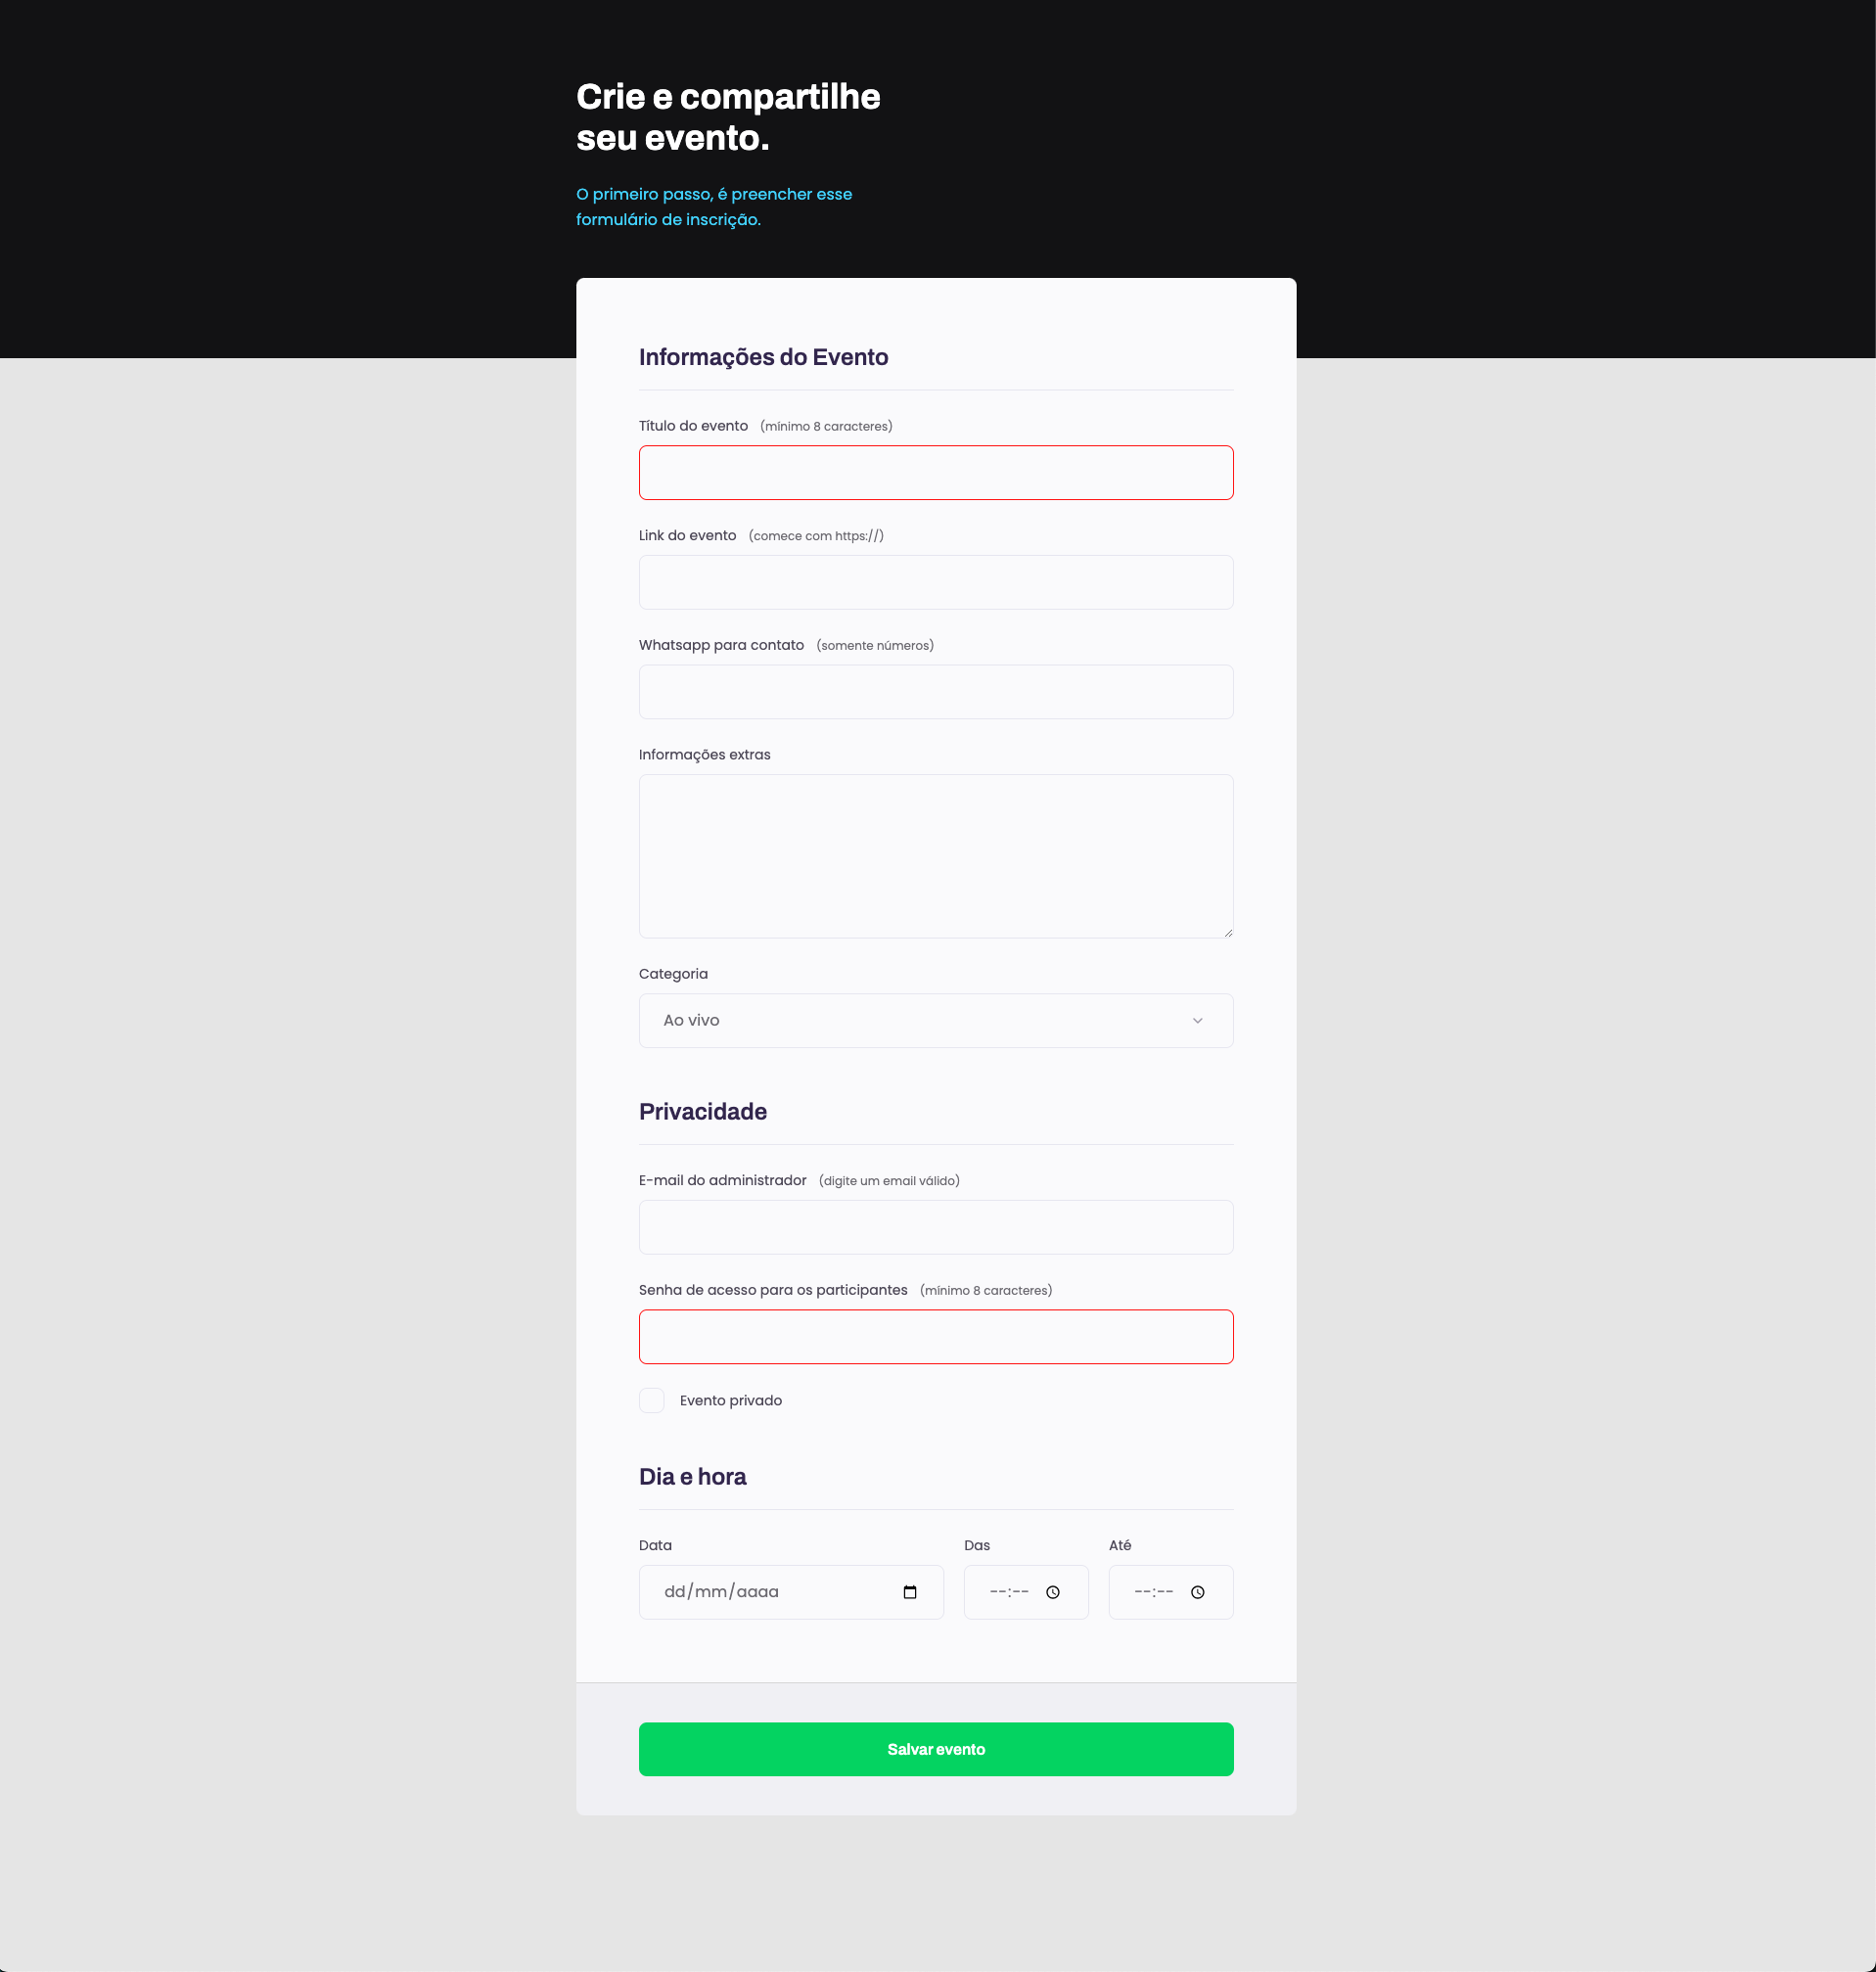 Crie e compartilhe
seu evento.
O primeiro passo, é preencher esse
formulário de inscrição.
Informações do Evento
Título do evento (mínimo 8 caracteres)
Link do evento (comece com https://)
Whatsapp para contato (somente números)
Informações extras
Categoria
Ao vivo
Privacidade
E-mail do administrador (digite um email válido)
Senha de acesso para os participantes (mínimo 8 caracteres)
Evento privado
Dia e hora
Data Das Até
dd/mm/aaaa --:-- --:--
Salvar evento